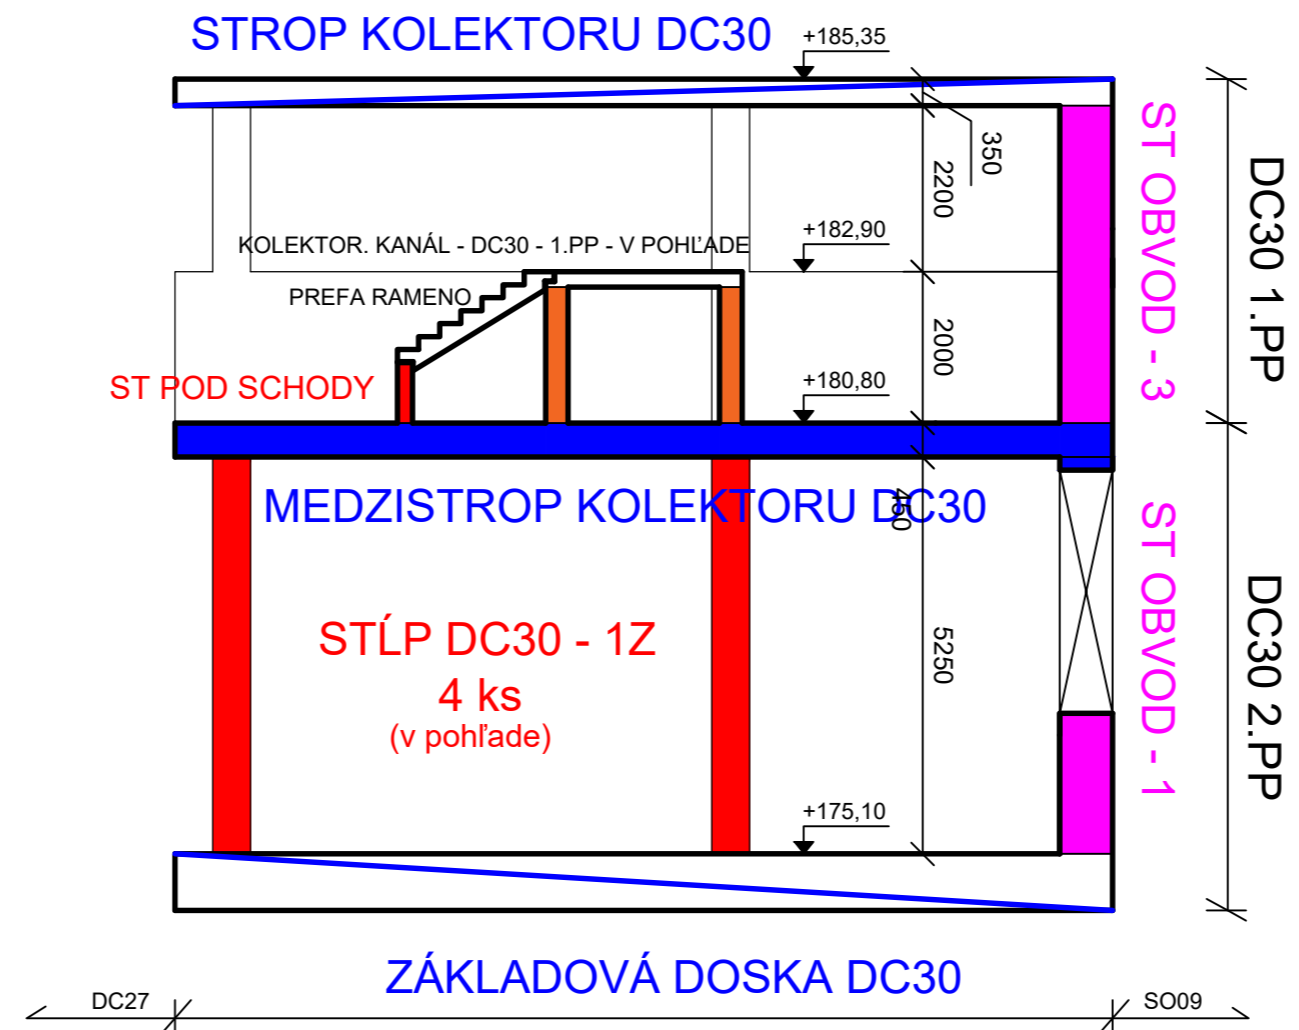 STROP KOLEKTORU DC30
+185,35
350
2200
ST OBVOD - 3
DC30 1.PP
+182,90
KOLEKTOR. KANÁL - DC30 - 1.PP - V POHĽADE
PREFA RAMENO
2000
+180,80
ST POD SCHODY
MEDZISTROP KOLEKTORU DC30
450
ST OBVOD - 1
DC30 2.PP
STĹP DC30 - 1Z
4 ks
(v pohľade)
5250
+175,10
ZÁKLADOVÁ DOSKA DC30
DC27
SO09